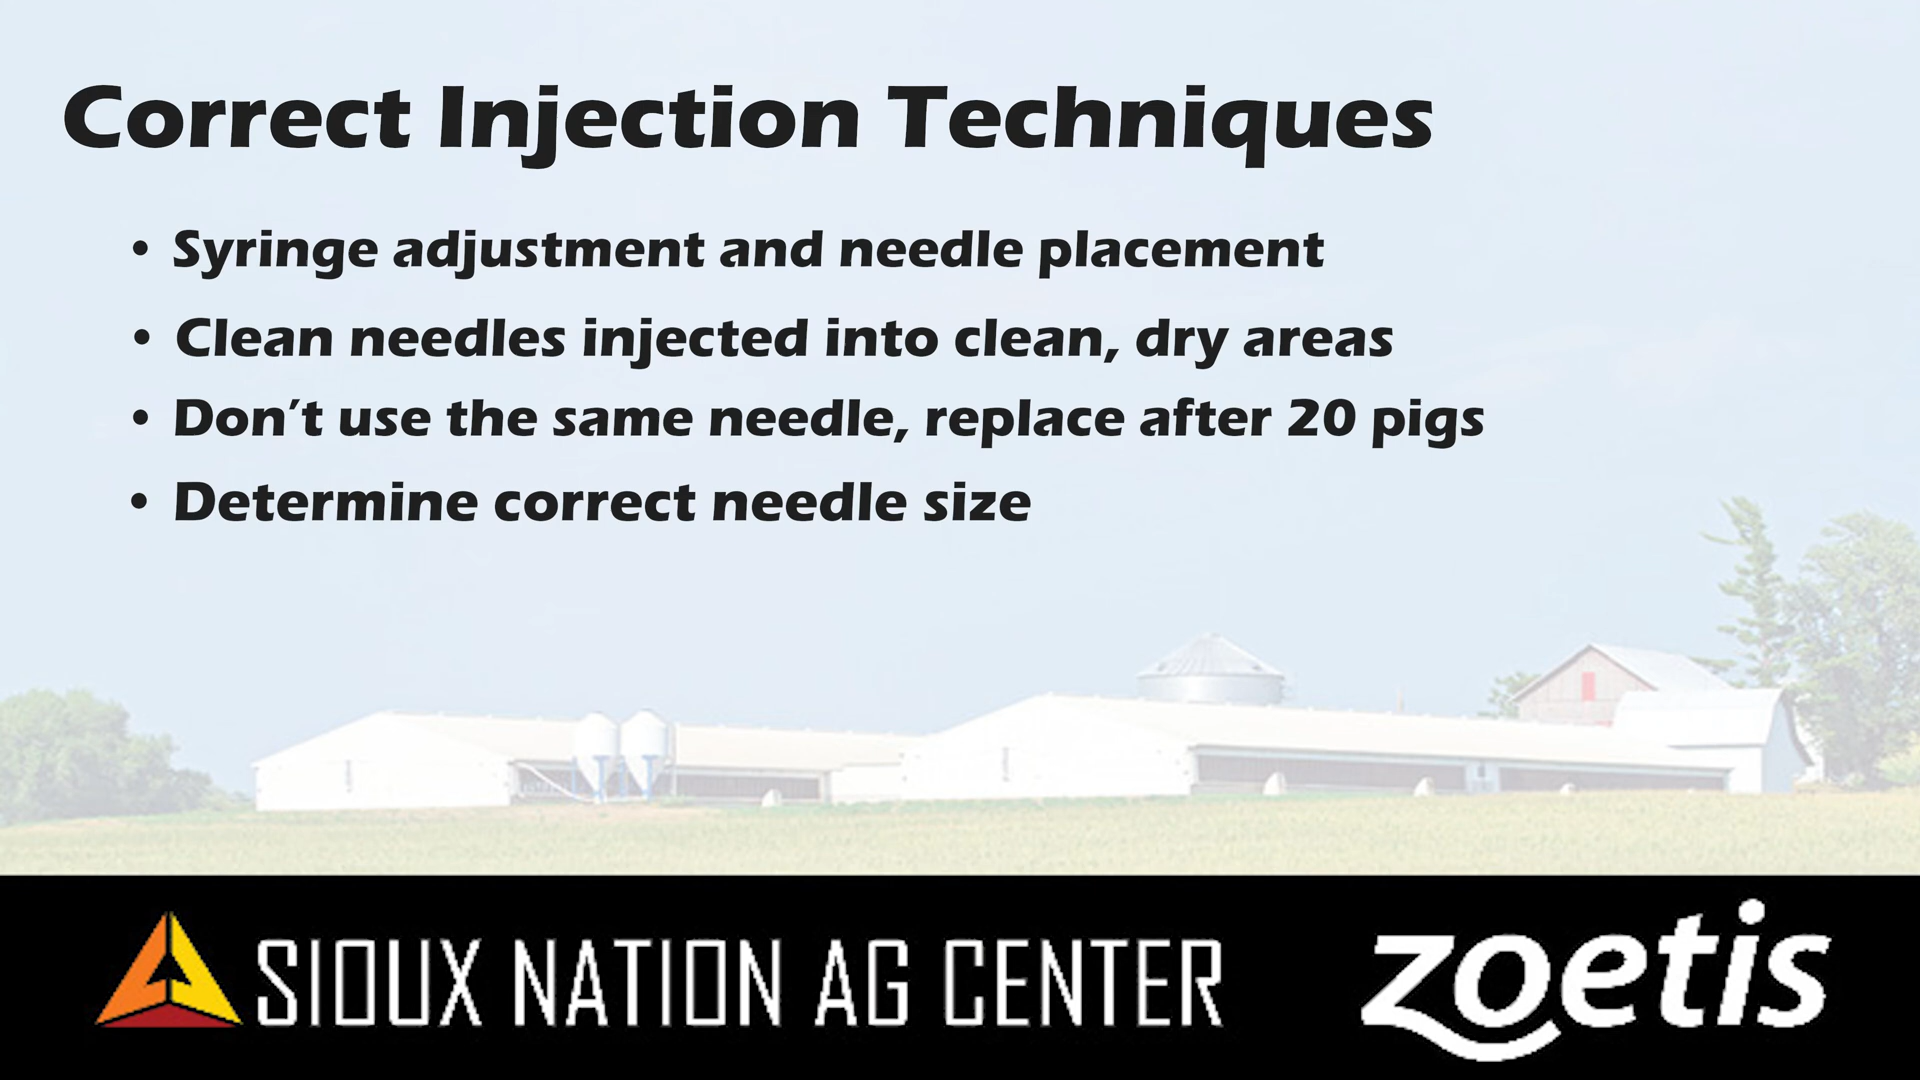 Correct Injection Techniques
• Syringe adjustment and needle placement
• Clean needles injected into clean, dry areas
• Don’t use the same needle, replace after 20 pigs
• Determine correct needle size
SIOUX NATION AG CENTER
zoetis